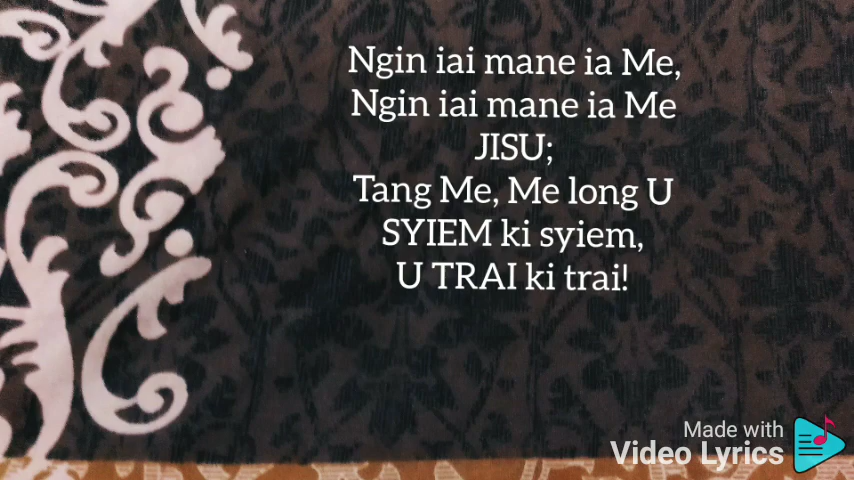 Ngin iai mane ia Me,
Ngin iai mane ia Me
JISU;
Tang Me, Me long U
SYIEM ki syiem,
U TRAI ki trai!
Made with
Video Lyrics